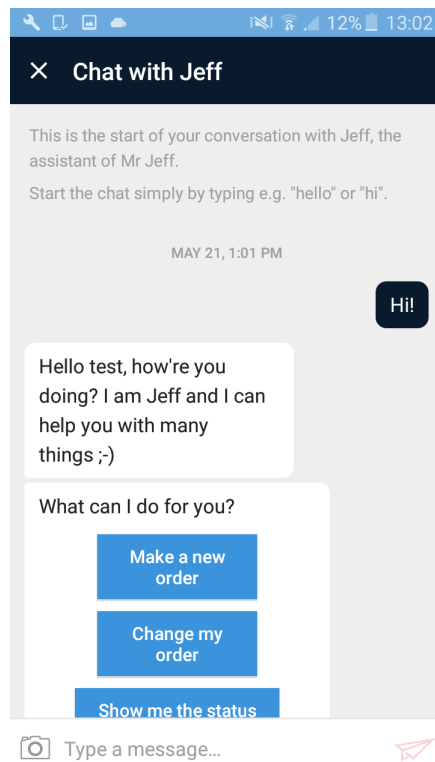 12% 13:02
Chat with Jeff
This is the start of your conversation with Jeff, the
assistant of Mr Jeff.
Start the chat simply by typing e.g. "hello" or "hi".
MAY 21, 1:01 PM
Hi!
Hello test, how're you
doing? I am Jeff and I can
help you with many
things ;-)
What can I do for you?
Make a new
order
Change my
order
Show me the status
Type a message...